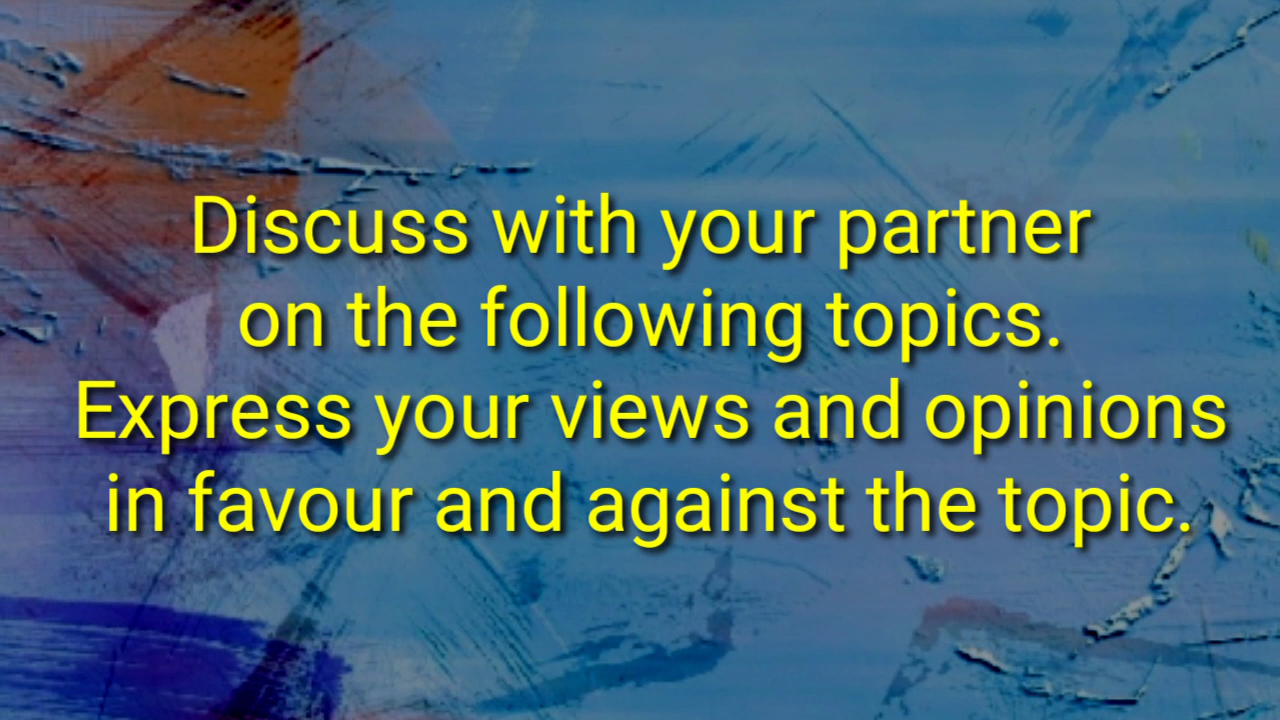 Discuss with your partner
on the following topics.
Express your views and opinions
in favour and against the topic.